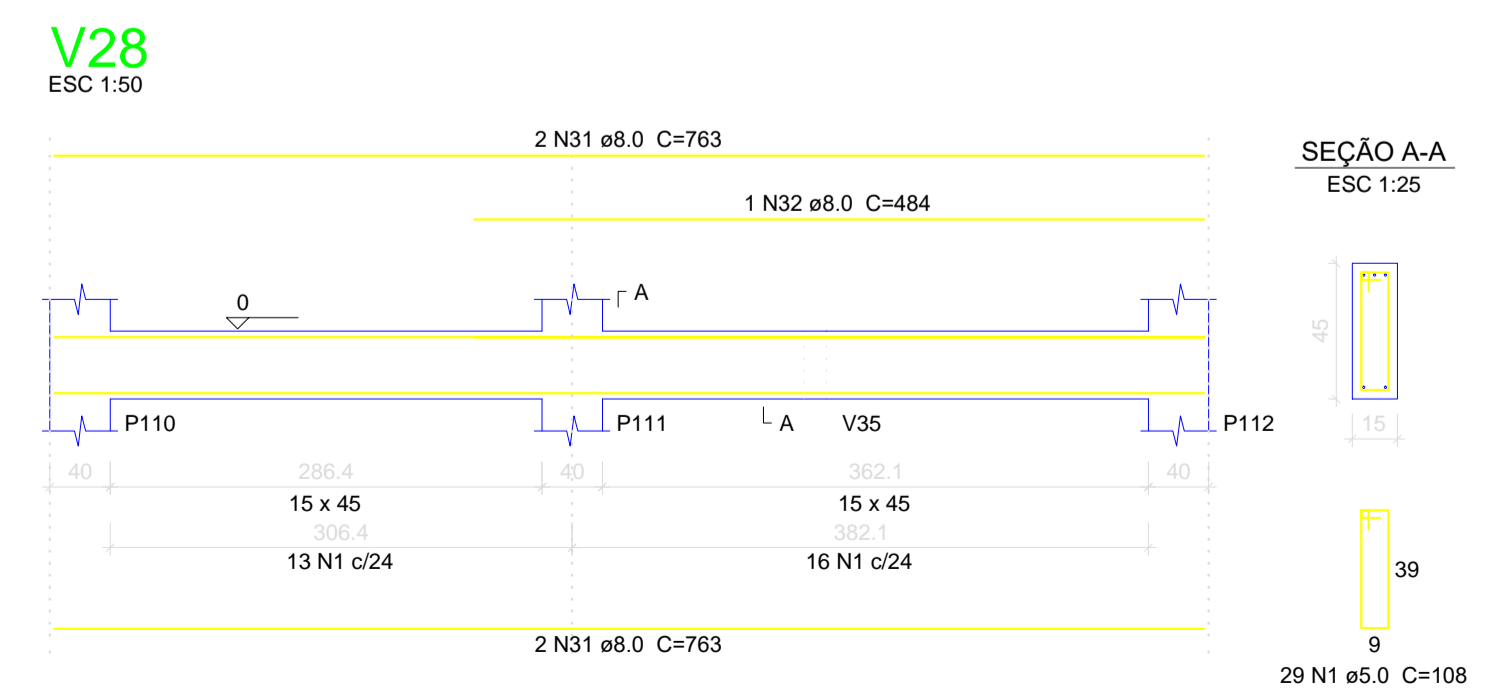 V28
ESC 1:50
2 N31 ø8.0 C=763
SEÇÃO A-A
ESC 1:25
1 N32 ø8.0 C=484
0
A
45
P110
P111
A
V35
P112
15
40
286.4
40
362.1
40
15 x 45
15 x 45
306.4
382.1
13 N1 c/24
16 N1 c/24
39
2 N31 ø8.0 C=763
9
29 N1 ø5.0 C=108